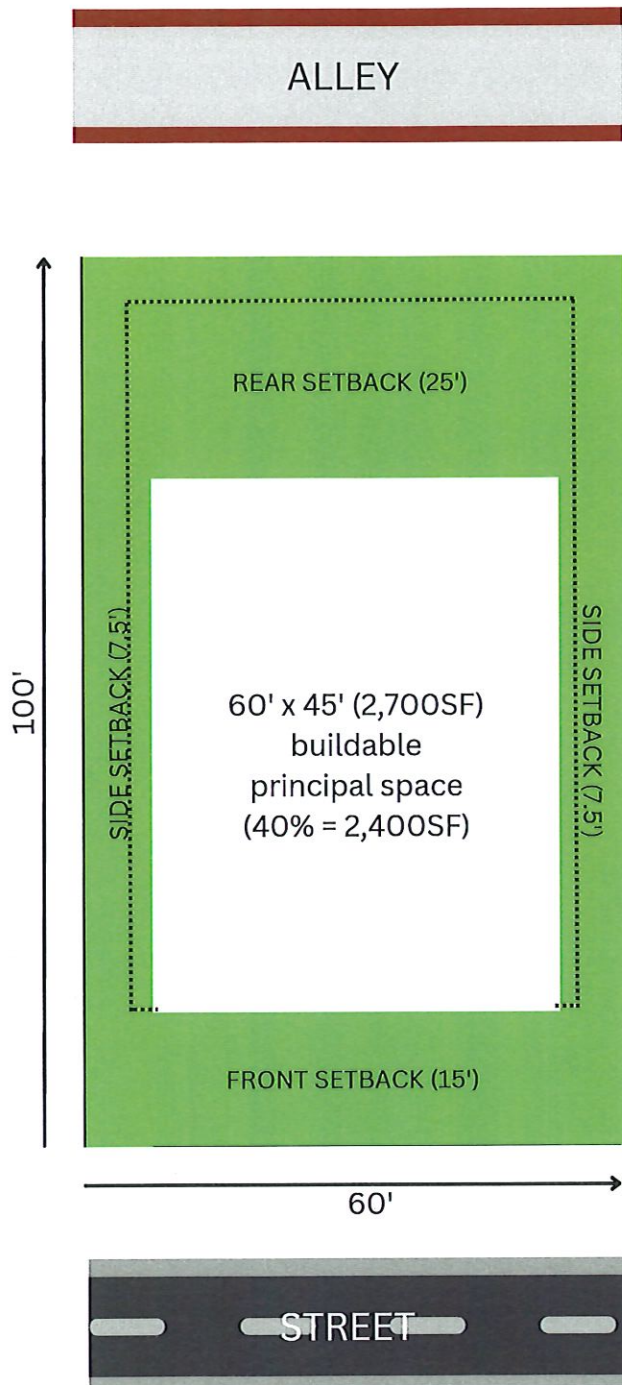 ALLEY
REAR SETBACK (25')
100'
SIDE SETBACK (7.5')
60' x 45' (2,700SF)
buildable
principal space
(40% = 2,400SF)
SIDE SETBACK (7.5')
FRONT SETBACK (15')
60'
STREET